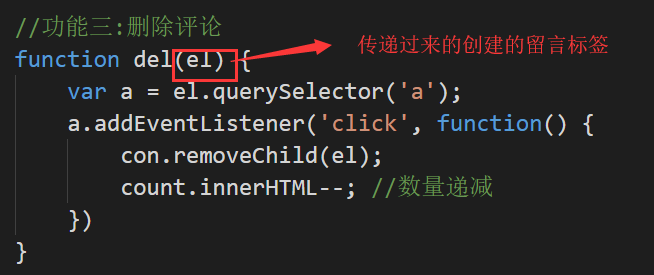 //功能三:删除评论
function del(el) {
传递过来的创建的留言标签
var a = el.querySelector('a');
a.addEventListener('click', function() {
con.removeChild(el);
count.innerHTML--; //数量递减
})
}